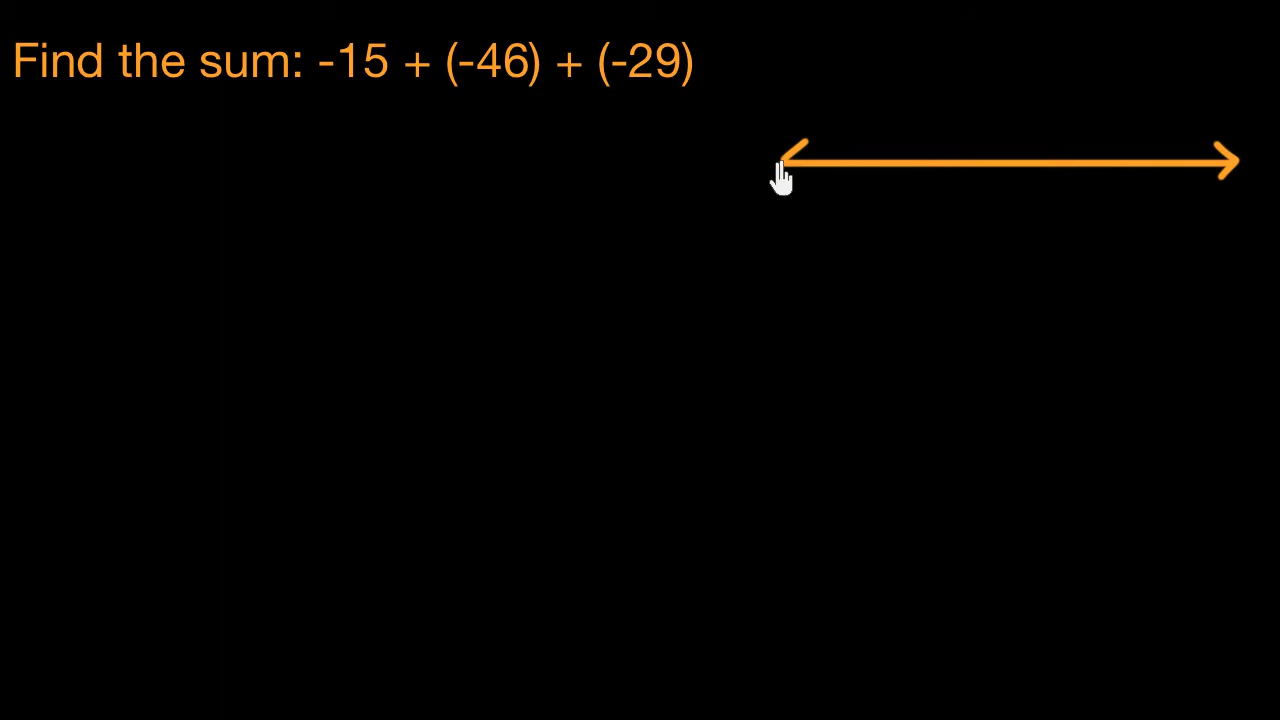 Find the sum: -15 + (-46) + (-29)